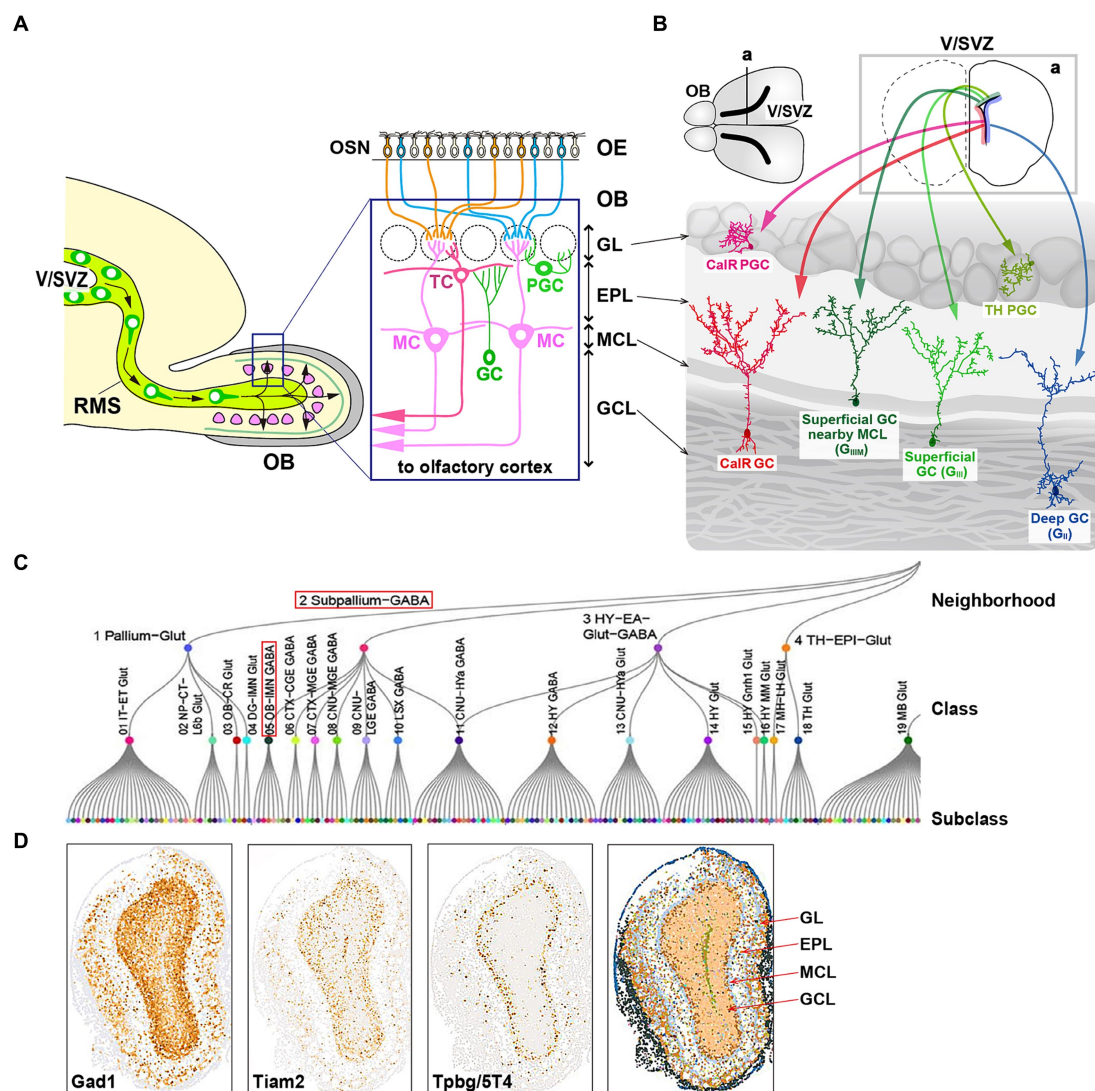 A
OSN
OE
OB
V/SVZ
GL
TC
PGC
EPL
MC
MC
MCL
GC
RMS
GCL
OB
to olfactory cortex
B
V/SVZ
a
a
OB
V/SVZ
CalR PGC
TH PGC
CalR GC
Superficial GC
nearby MCL
(GIIIM)
Superficial
GC (GIII)
Deep GC
(GII)
C
2 Subpallium-GABA
Neighborhood
1 Pallium-Glut
3 HY-EA-
Glut-GABA
4 TH-EPI-Glut
01 IT-ET Glut
02 NP-CT-
L6b Glut
03 OB-CR Glut
04 DG-IMN Glut
05 OB-IMN GABA
06 CTX-CGE GABA
07 CTX-MGE GABA
08 CNU-MGE GABA
09 CNU-
LGE GABA
10 LSX GABA
11 CNU-HYa GABA
12 HY GABA
13 CNU-HYa Glut
14 HY Glut
15 HY Gnrh1 Glut
16 HY MM Glut
17 MH-LH Glut
18 TH Glut
19 MB Glut
Class
Subclass
D
Gad1
Tiam2
Tpbg/5T4
GL
EPL
MCL
GCL